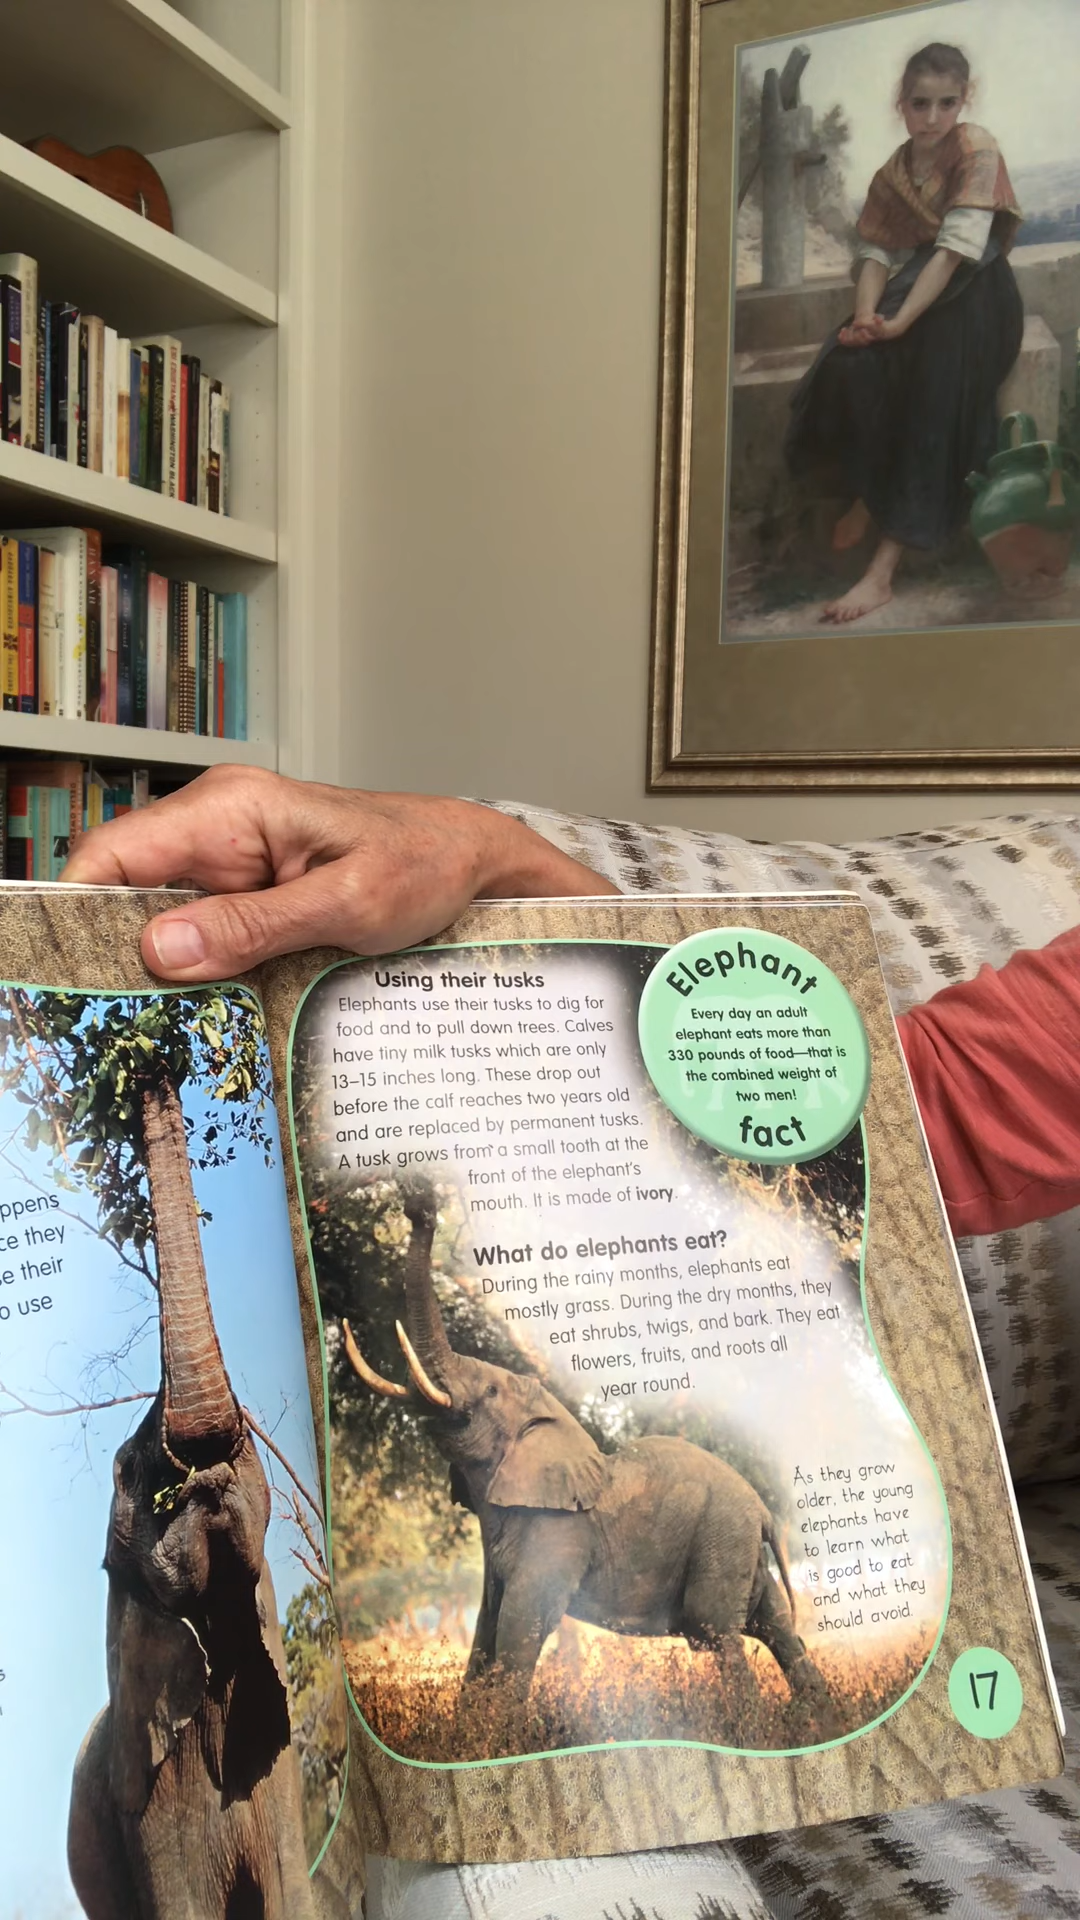 HANNAH
WASHINGTON BLACK
ppens
ce they
e their
o use
Using their tusks
Elephants use their tusks to dig for
food and to pull down trees. Calves
have tiny milk tusks which are only
13–15 inches long. These drop out
before the calf reaches two years old
and are replaced by permanent tusks.
A tusk grows from a small tooth at the
front of the elephant's
mouth. It is made of ivory.
Elephant
Every day an adult
elephant eats more than
330 pounds of food—that is
the combined weight of
two men!
fact
What do elephants eat?
During the rainy months, elephants eat
mostly grass. During the dry months, they
eat shrubs, twigs, and bark. They eat
flowers, fruits, and roots all
year round.
As they grow
older, the young
elephants have
to learn what
is good to eat
and what they
should avoid.
17